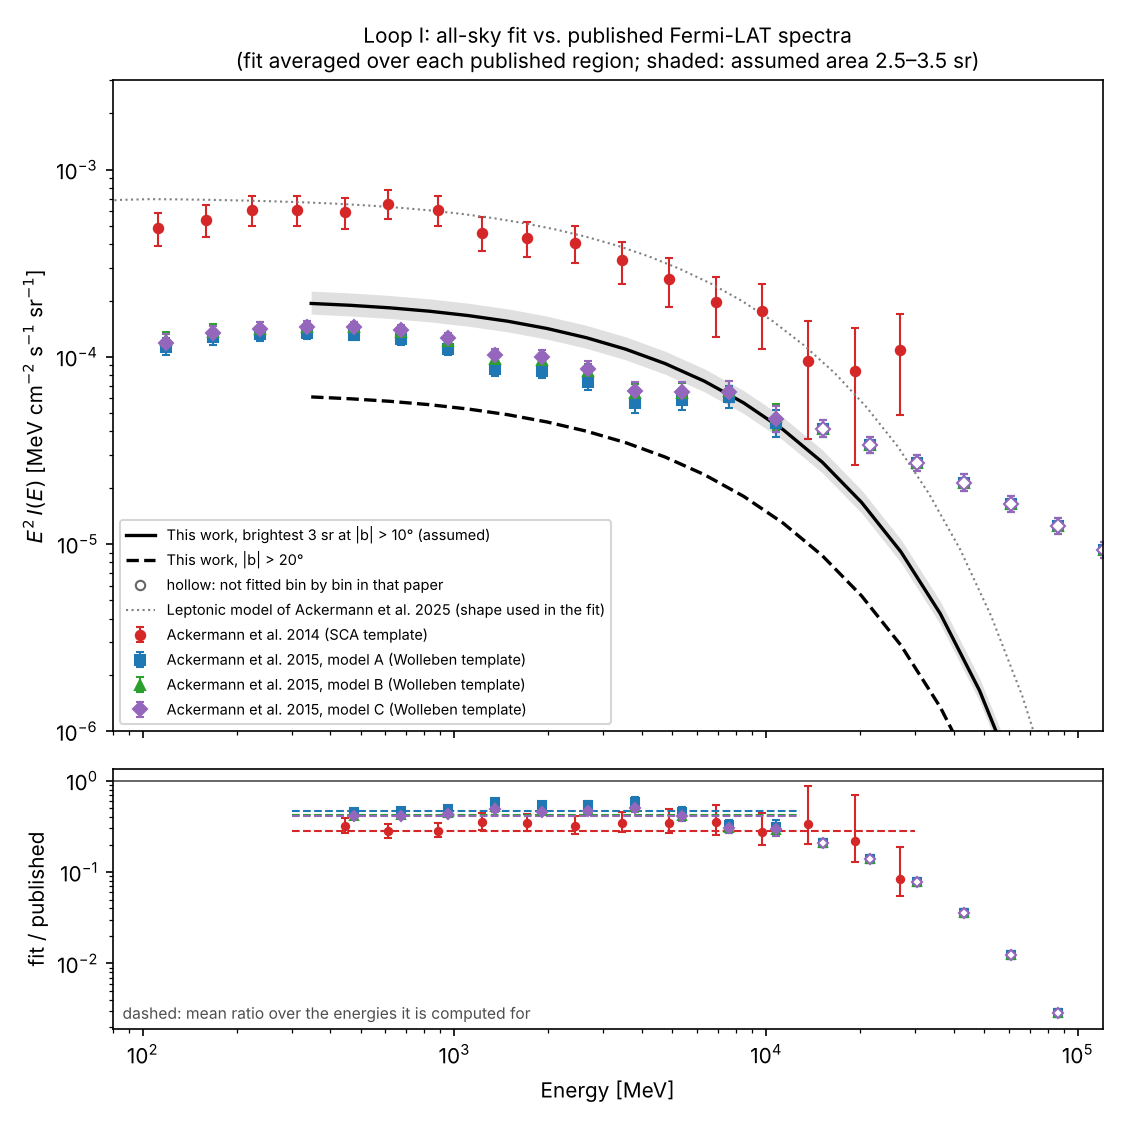 Loop I: all-sky fit vs. published Fermi-LAT spectra
(fit averaged over each published region; shaded: assumed area 2.5–3.5 sr)
E² I(E) [MeV cm⁻² s⁻¹ sr⁻¹]
10⁻³
10⁻⁴
10⁻⁵
10⁻⁶
This work, brightest 3 sr at |b| > 10° (assumed)
This work, |b| > 20°
hollow: not fitted bin by bin in that paper
Leptonic model of Ackermann et al. 2025 (shape used in the fit)
Ackermann et al. 2014 (SCA template)
Ackermann et al. 2015, model A (Wolleben template)
Ackermann et al. 2015, model B (Wolleben template)
Ackermann et al. 2015, model C (Wolleben template)
fit / published
10⁰
10⁻¹
10⁻²
dashed: mean ratio over the energies it is computed for
10² 10³ 10⁴ 10⁵
Energy [MeV]